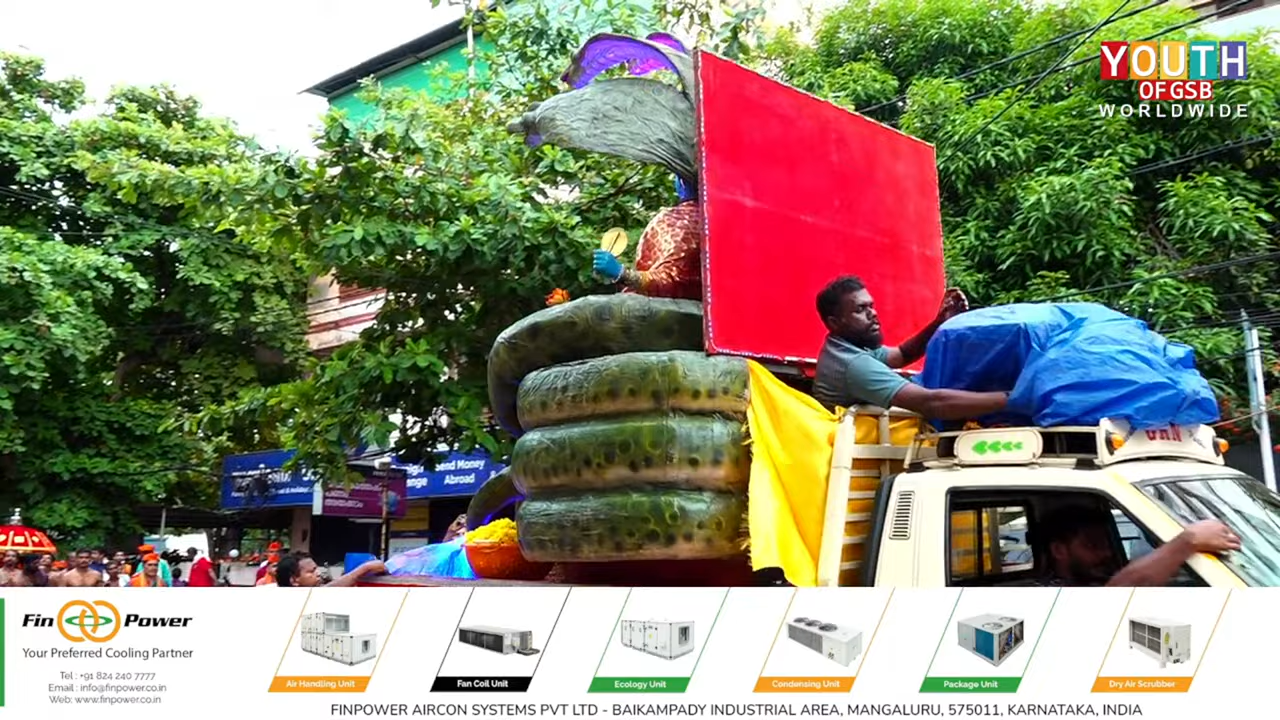 YOUTH
OF GSB
WORLDWIDE
Send Money
Abroad
Fin Power
Your Preferred Cooling Partner
Tel : +91 824 240 7777
Email : info@finpower.co.in
Web: www.finpower.co.in
Air Handling Unit
Fan Coil Unit
Ecology Unit
Condensing Unit
Package Unit
Dry Air Scrubber
FINPOWER AIRCON SYSTEMS PVT LTD - BAIKAMPADY INDUSTRIAL AREA, MANGALURU, 575011, KARNATAKA, INDIA